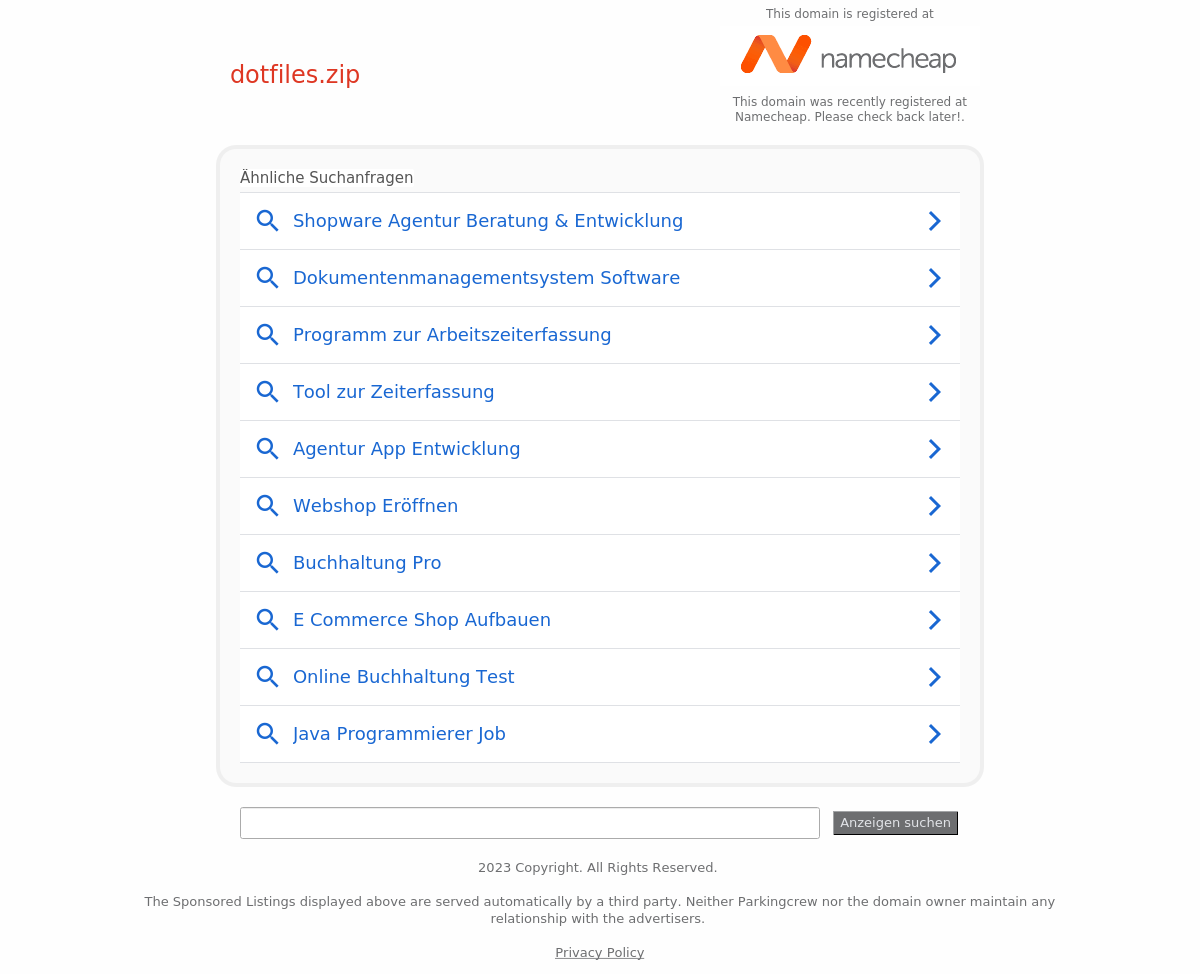 This domain is registered at
dotfiles.zip
namecheap
This domain was recently registered at
Namecheap. Please check back later!.
Ähnliche Suchanfragen
Shopware Agentur Beratung & Entwicklung
Dokumentenmanagementsystem Software
Programm zur Arbeitszeiterfassung
Tool zur Zeiterfassung
Agentur App Entwicklung
Webshop Eröffnen
Buchhaltung Pro
E Commerce Shop Aufbauen
Online Buchhaltung Test
Java Programmierer Job
Anzeigen suchen
2023 Copyright. All Rights Reserved.
The Sponsored Listings displayed above are served automatically by a third party. Neither Parkingcrew nor the domain owner maintain any
relationship with the advertisers.
Privacy Policy